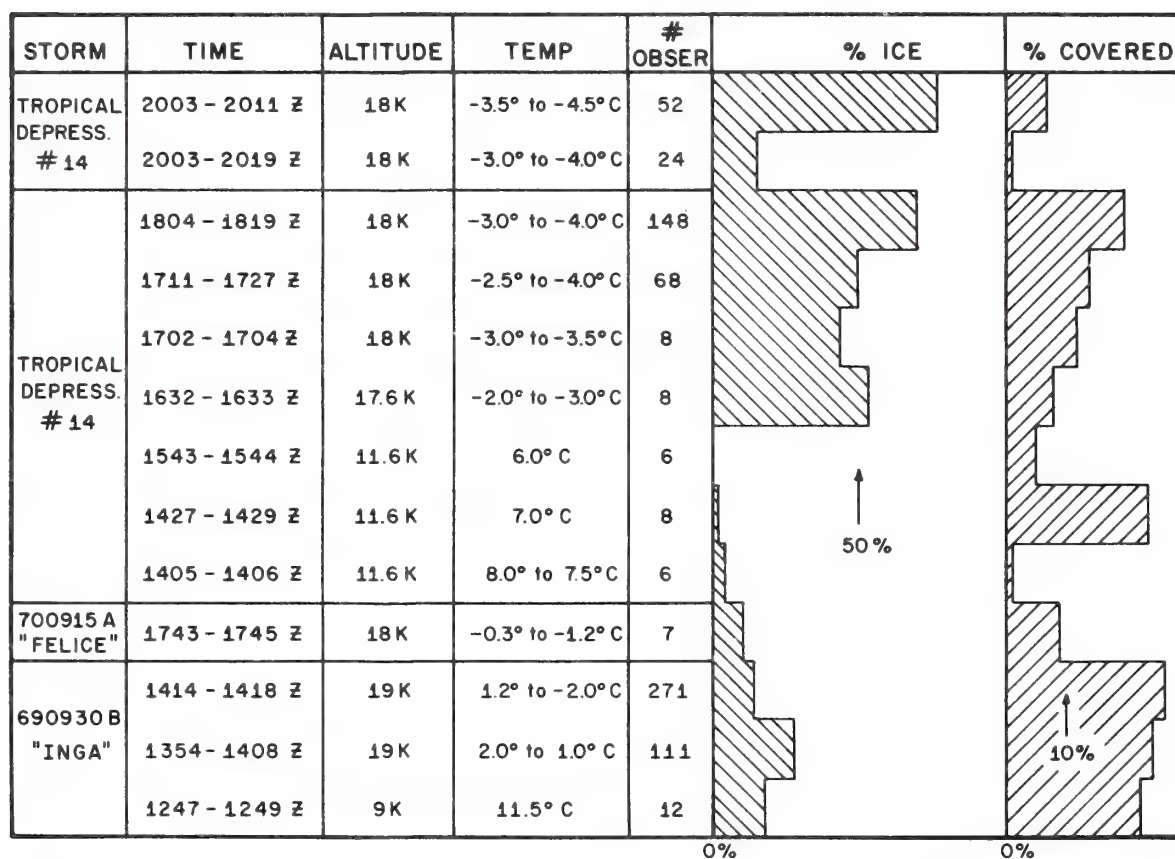 STORM TIME ALTITUDE TEMP # OBSER % ICE % COVERED
TROPICAL DEPRESS. # 14
2003 - 2011 Z 18K -3.5° to -4.5°C 52
2003 - 2019 Z 18K -3.0° to -4.0°C 24
TROPICAL DEPRESS. # 14
1804 - 1819 Z 18K -3.0° to -4.0°C 148
1711 - 1727 Z 18K -2.5° to -4.0°C 68
1702 - 1704 Z 18K -3.0° to -3.5°C 8
1632 - 1633 Z 17.6K -2.0° to -3.0°C 8
1543 - 1544 Z 11.6K 6.0°C 6
1427 - 1429 Z 11.6K 7.0°C 8
1405 - 1406 Z 11.6K 8.0° to 7.5°C 6
50%
700915A "FELICE" 1743 - 1745 Z 18K -0.3° to -1.2°C 7
690930B "INGA"
1414 - 1418 Z 19K 1.2° to -2.0°C 271
1354 - 1408 Z 19K 2.0° to 1.0°C 111
1247 - 1249 Z 9K 11.5°C 12
10%
0% 0%